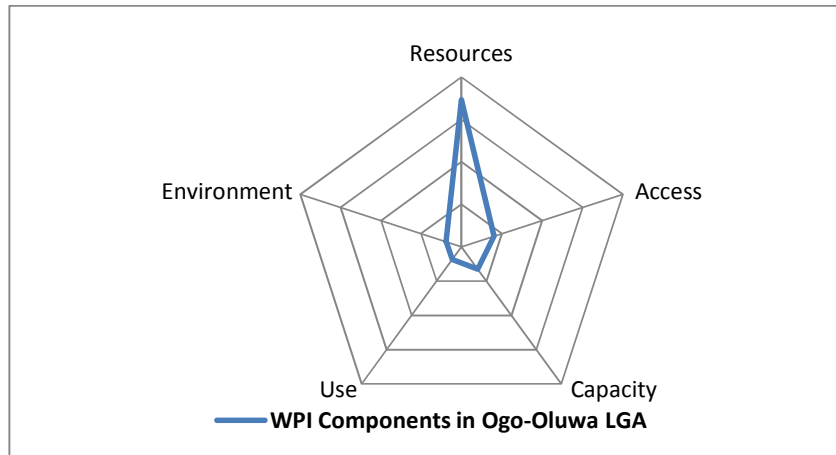 Resources
Environment
Access
Use
Capacity
WPI Components in Ogo-Oluwa LGA